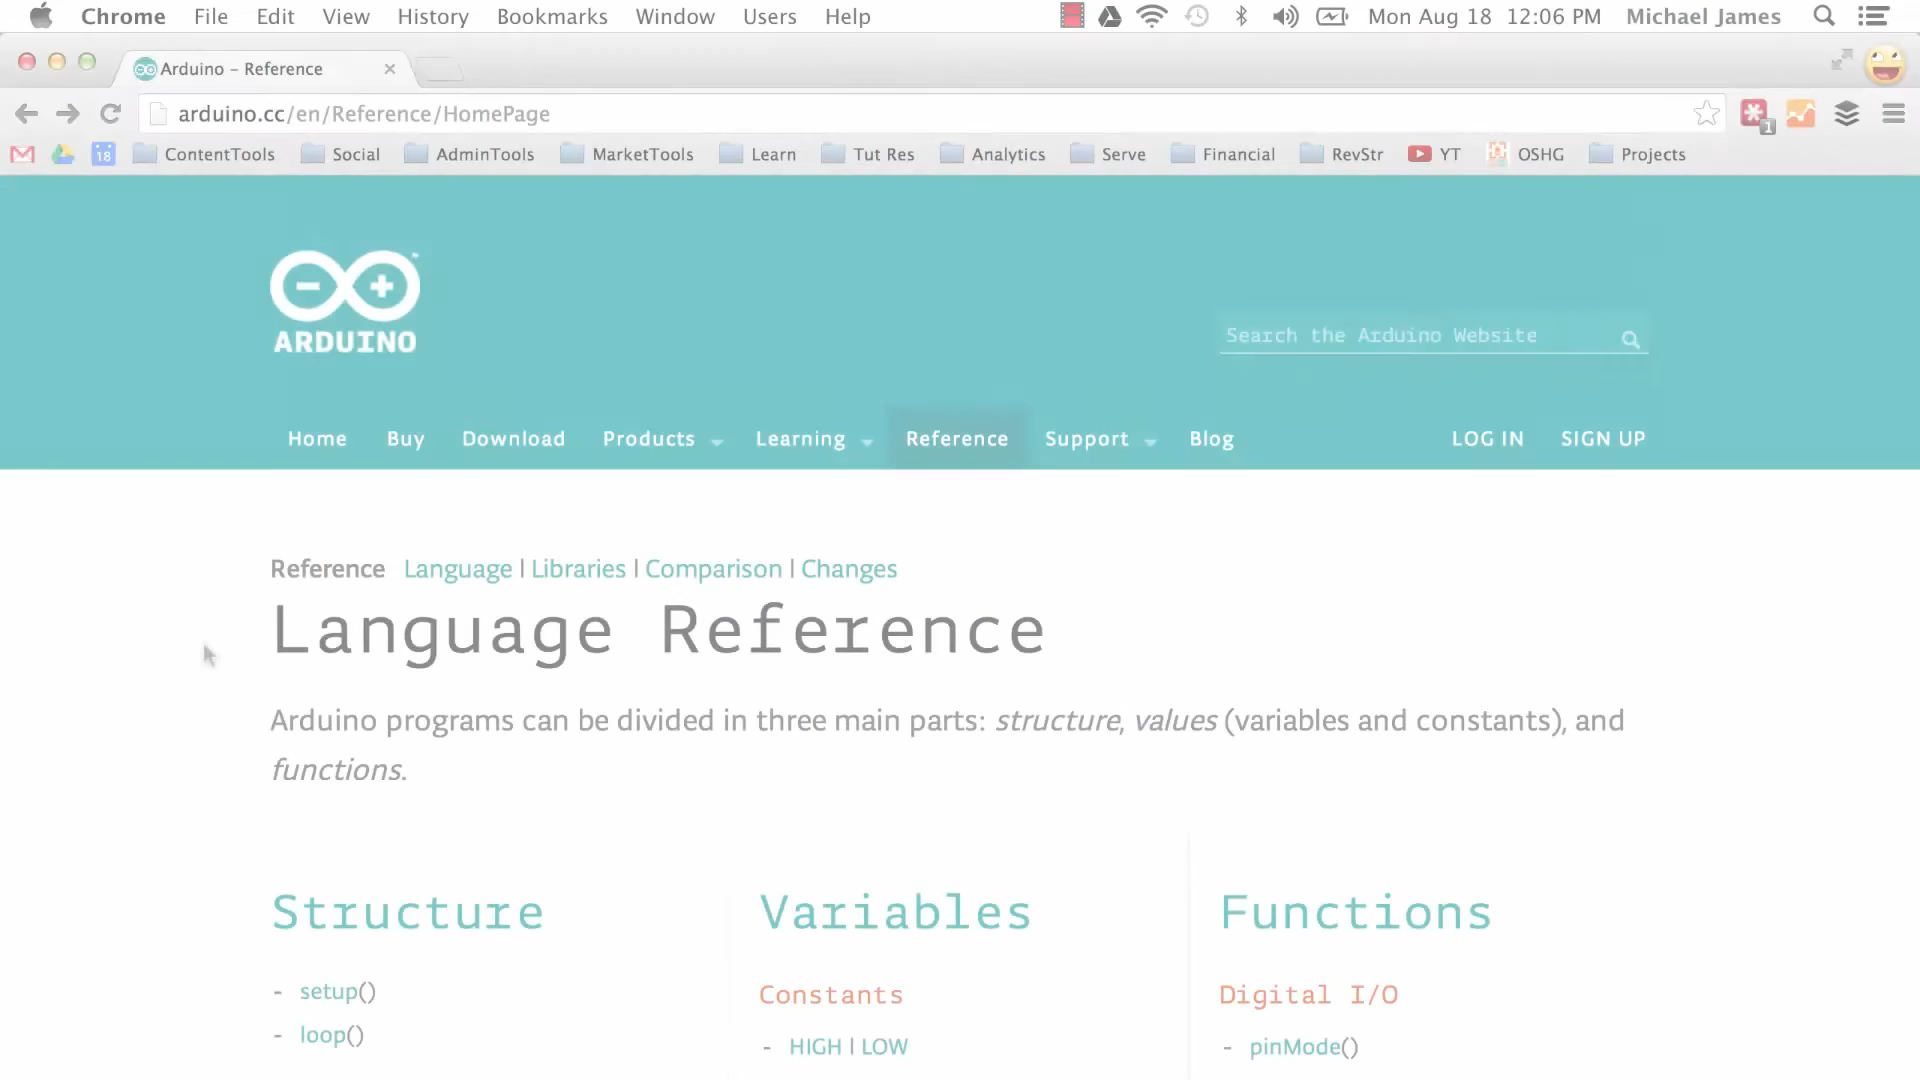 Chrome File Edit View History Bookmarks Window Users Help Mon Aug 18 12:06 PM Michael James
Arduino - Reference
arduino.cc/en/Reference/HomePage
1
18 ContentTools Social AdminTools MarketTools Learn Tut Res Analytics Serve Financial RevStr YT OSHG Projects
ARDUINO
Search the Arduino Website
Home Buy Download Products Learning Reference Support Blog LOG IN SIGN UP
Reference Language | Libraries | Comparison | Changes
Language Reference
Arduino programs can be divided in three main parts: structure, values (variables and constants), and
functions.
Structure
- setup()
- loop()
Variables
Constants
- HIGH | LOW
Functions
Digital I/O
- pinMode()